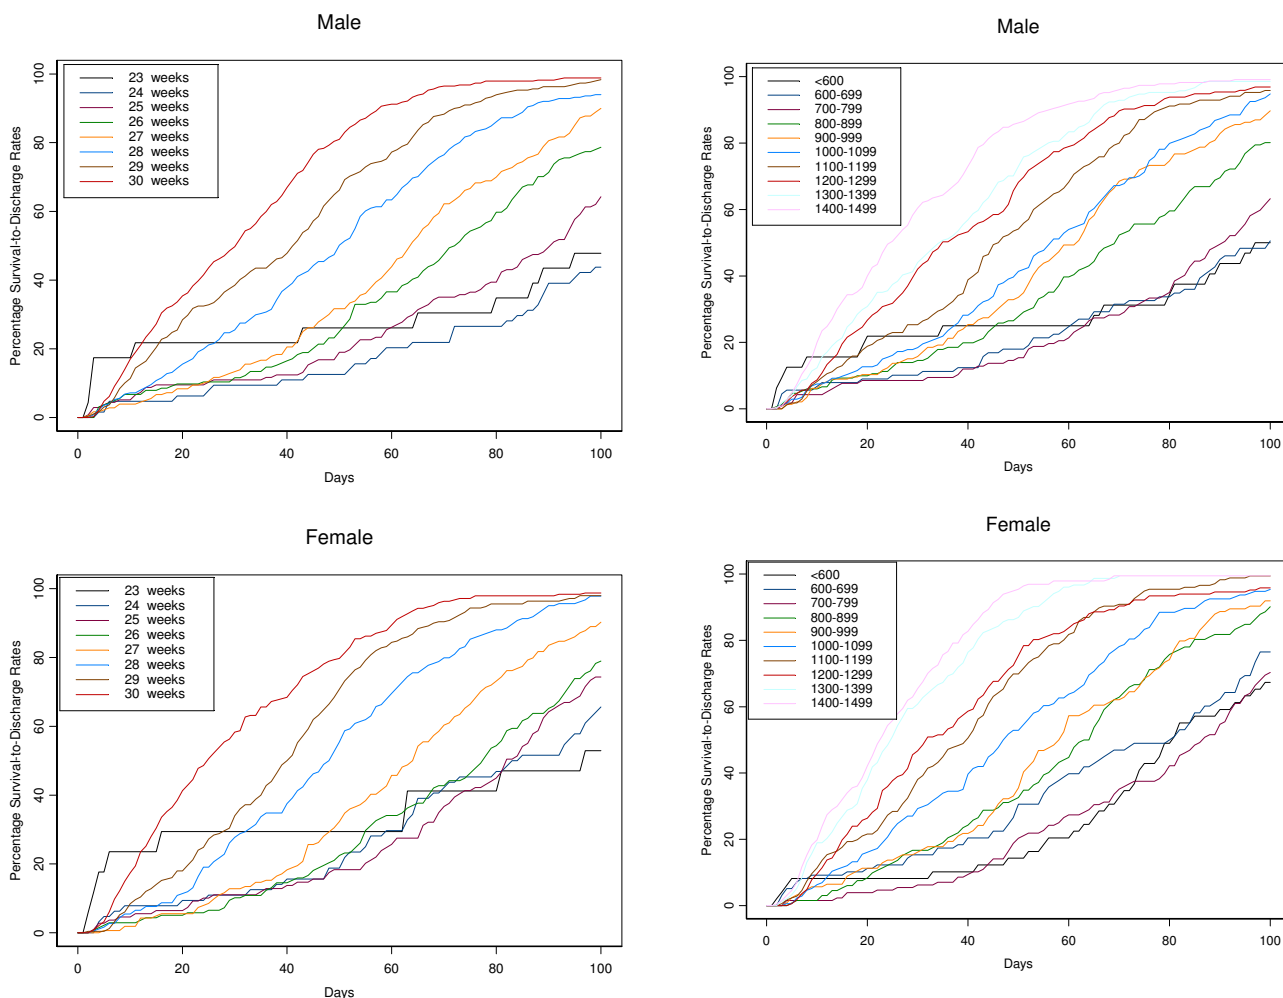 Male
Percentage Survival-to-Discharge Rates
0 20 40 60 80 100
23 weeks
24 weeks
25 weeks
26 weeks
27 weeks
28 weeks
29 weeks
30 weeks
0 20 40 60 80 100
Days
Male
Percentage Survival-to-Discharge Rates
0 20 40 60 80 100
<600
600-699
700-799
800-899
900-999
1000-1099
1100-1199
1200-1299
1300-1399
1400-1499
0 20 40 60 80 100
Days
Female
Percentage Survival-to-Discharge Rates
0 20 40 60 80 100
23 weeks
24 weeks
25 weeks
26 weeks
27 weeks
28 weeks
29 weeks
30 weeks
0 20 40 60 80 100
Days
Female
Percentage Survival-to-Discharge Rates
0 20 40 60 80 100
<600
600-699
700-799
800-899
900-999
1000-1099
1100-1199
1200-1299
1300-1399
1400-1499
0 20 40 60 80 100
Days